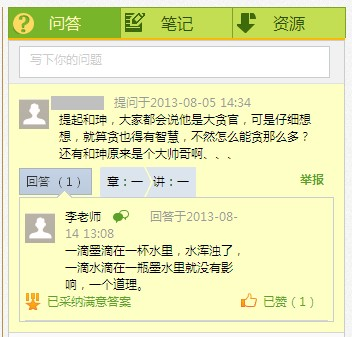 问答
笔记
资源
写下你的问题
提问于2013-08-05 14:34
提起和珅，大家都会说他是大贪官，可是仔细想
想，就算贪也得有智慧，不然怎么能贪那么多？
还有和珅原来是个大帅哥啊、、、
回答（1）
章：一
讲：一
举报
李老师
回答于2013-08-
14 13:08
一滴墨滴在一杯水里，水浑浊了，
一滴水滴在一瓶墨水里就没有影
响，一个道理。
已采纳满意答案
已赞（1）